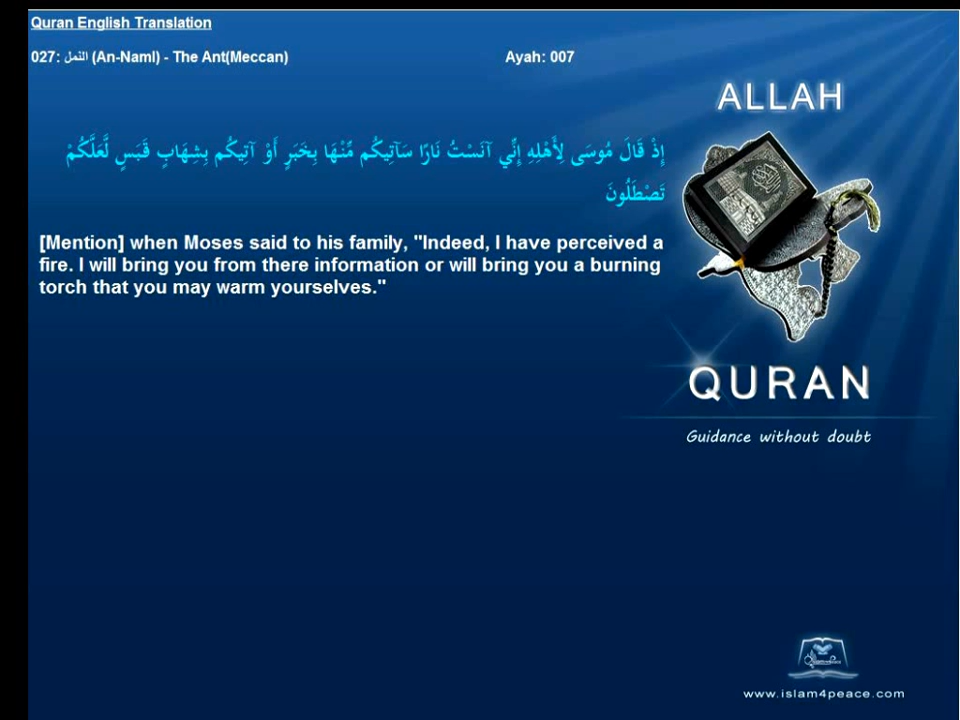 Quran English Translation
027: النمل (An-Naml) - The Ant(Meccan)
Ayah: 007
ALLAH
إِذْ قَالَ مُوسَى لِأَهْلِهِ إِنِّي آنَسْتُ نَارًا سَآتِيكُم مِّنْهَا بِخَبَرٍ أَوْ آتِيكُم بِشِهَابٍ قَبَسٍ لَّعَلَّكُمْ
تَصْطَلُونَ
[Mention] when Moses said to his family, "Indeed, I have perceived a
fire. I will bring you from there information or will bring you a burning
torch that you may warm yourselves."
QURAN
Guidance without doubt
www.islam4peace.com